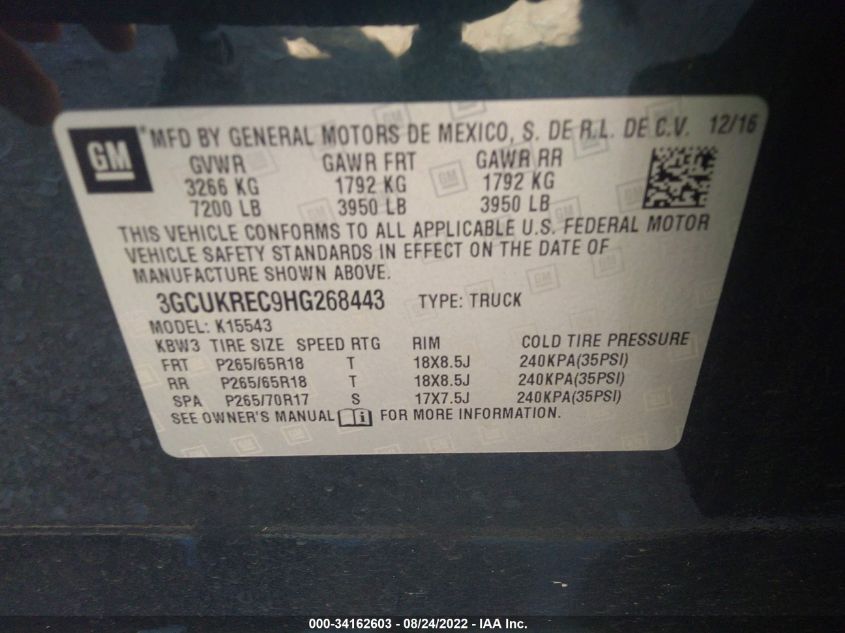 GM MFD BY GENERAL MOTORS DE MEXICO, S. DE R.L. DE C.V. 12/16
GVWR GAWR FRT GAWR RR
3266 KG 1792 KG 1792 KG
7200 LB 3950 LB 3950 LB
THIS VEHICLE CONFORMS TO ALL APPLICABLE U.S. FEDERAL MOTOR
VEHICLE SAFETY STANDARDS IN EFFECT ON THE DATE OF
MANUFACTURE SHOWN ABOVE.
3GCUKREC9HG268443 TYPE: TRUCK
MODEL: K15543
KBW3 TIRE SIZE SPEED RTG RIM COLD TIRE PRESSURE
FRT P265/65R18 T 18X8.5J 240KPA(35PSI)
RR P265/65R18 T 18X8.5J 240KPA(35PSI)
SPA P265/70R17 S 17X7.5J 240KPA(35PSI)
SEE OWNER'S MANUAL FOR MORE INFORMATION.
000-34162603 - 08/24/2022 - IAA Inc.